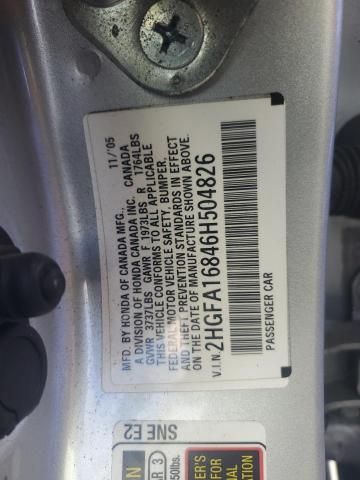 MFD. BY HONDA OF CANADA MFG., 11/'05
A DIVISION OF HONDA CANADA INC. CANADA
GVWR 3737LBS GAWR F 1973LBS R 1764LBS
THIS VEHICLE CONFORMS TO ALL APPLICABLE
FEDERAL MOTOR VEHICLE SAFETY, BUMPER,
AND THEFT PREVENTION STANDARDS IN EFFECT
ON THE DATE OF MANUFACTURE SHOWN ABOVE.
V.I.N. 2HGFA16846H504826
PASSENGER CAR
SNE E2
3
50lbs.